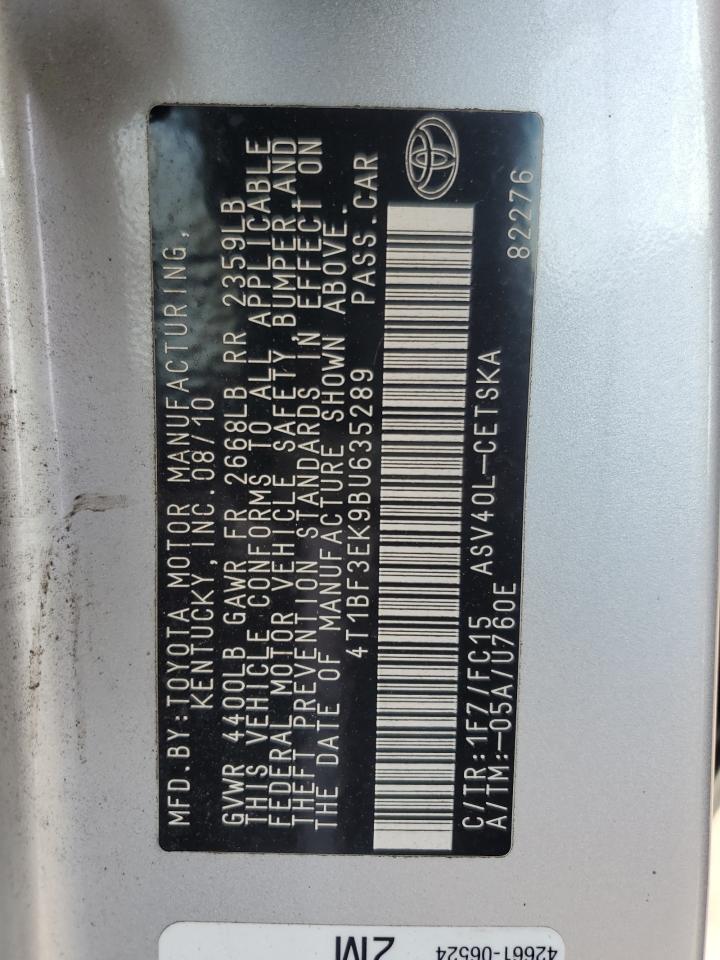 MFD.BY:TOYOTA MOTOR MANUFACTURING,
KENTUCKY, INC. 08/10
GVWR 4400LB GAWR FR 2668LB RR 2359LB
THIS VEHICLE CONFORMS TO ALL APPLICABLE
FEDERAL MOTOR VEHICLE SAFETY, BUMPER AND
THEFT PREVENTION STANDARDS IN EFFECT ON
THE DATE OF MANUFACTURE SHOWN ABOVE.
4T1BF3EK9BU635289 PASS.CAR
C/TR:1F7/FC15 ASV40L-CETSKA 82276
A/TM:-05A/U760E
2M
42661-06524